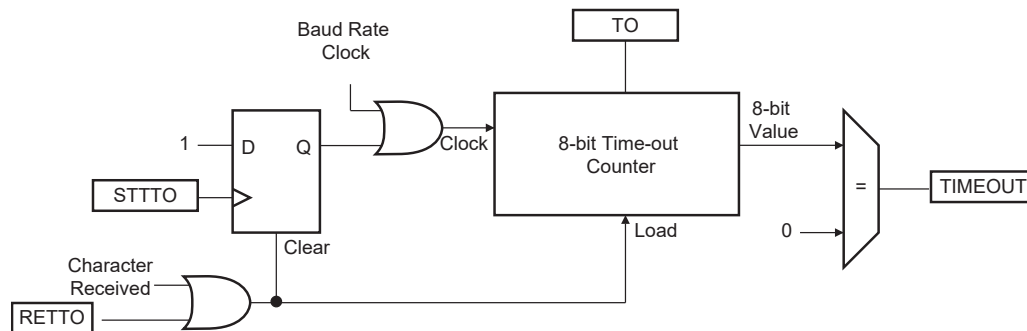 TO
Baud Rate
Clock
8-bit
Value
1
D
Q
Clock
8-bit Time-out
Counter
STTTO
=
TIMEOUT
0
Clear
Load
Character
Received
RETTO